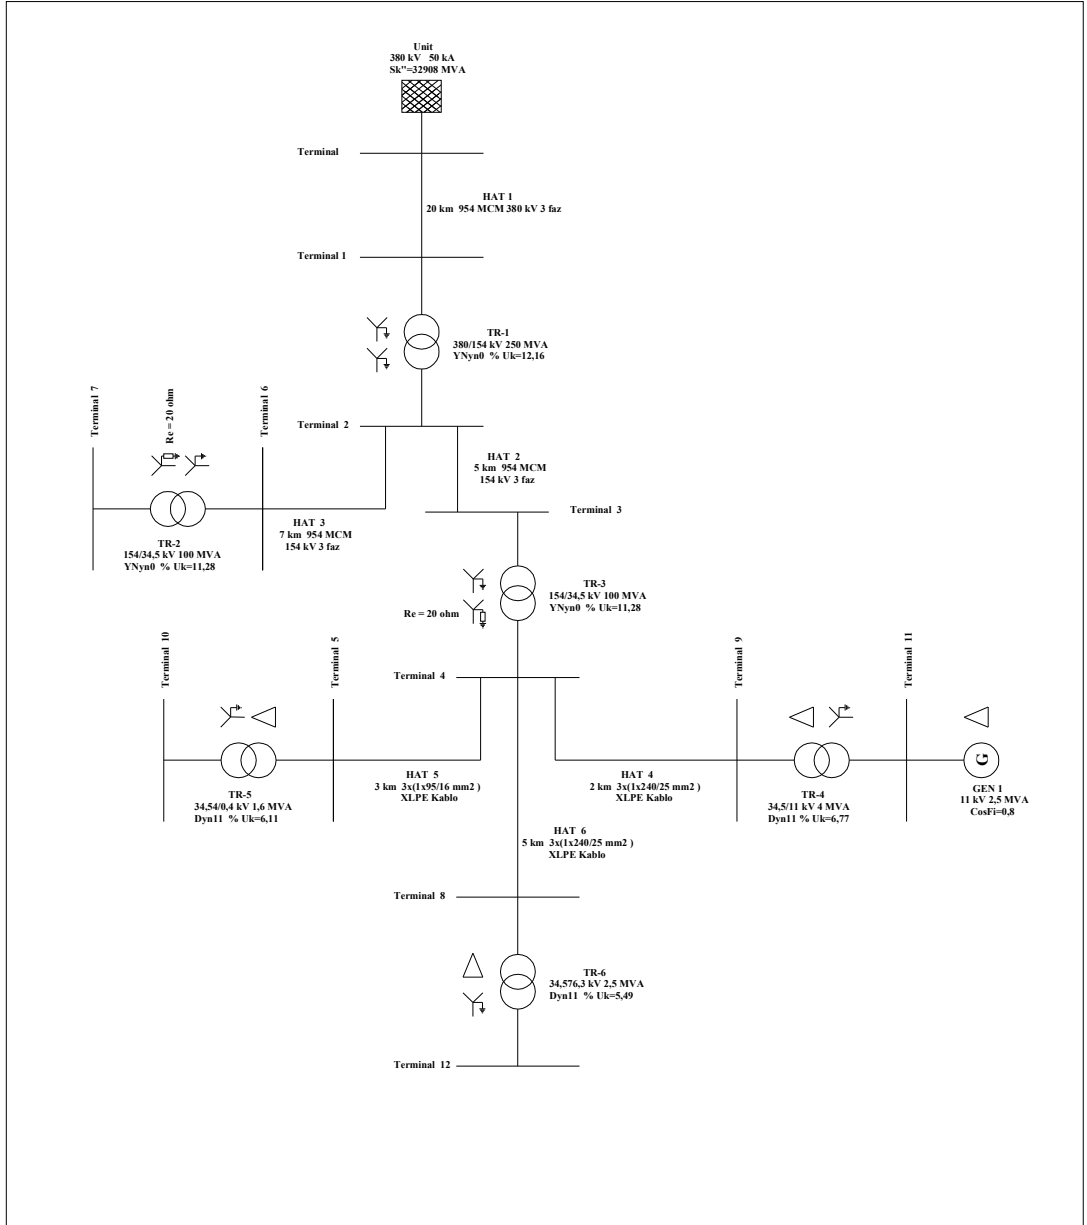 Unit
380 kV 50 kA
Sk"=32908 MVA
Terminal
HAT 1
20 km 954 MCM 380 kV 3 faz
Terminal 1
TR-1
380/154 kV 250 MVA
YNyn0 % Uk=12,16
Terminal 7
Re = 20 ohm
Terminal 6
Terminal 2
HAT 2
5 km 954 MCM
154 kV 3 faz
Terminal 3
HAT 3
7 km 954 MCM
154 kV 3 faz
TR-2
154/34,5 kV 100 MVA
YNyn0 % Uk=11,28
TR-3
154/34,5 kV 100 MVA
YNyn0 % Uk=11,28
Re = 20 ohm
Terminal 10
Terminal 5
Terminal 4
Terminal 9
Terminal 11
G
HAT 5
3 km 3x(1x95/16 mm2 )
XLPE Kablo
HAT 4
2 km 3x(1x240/25 mm2 )
XLPE Kablo
TR-5
34,54/0,4 kV 1,6 MVA
Dyn11 % Uk=6,11
TR-4
34,5/11 kV 4 MVA
Dyn11 % Uk=6,77
GEN 1
11 kV 2,5 MVA
CosFi=0,8
HAT 6
5 km 3x(1x240/25 mm2 )
XLPE Kablo
Terminal 8
TR-6
34,576,3 kV 2,5 MVA
Dyn11 % Uk=5,49
Terminal 12